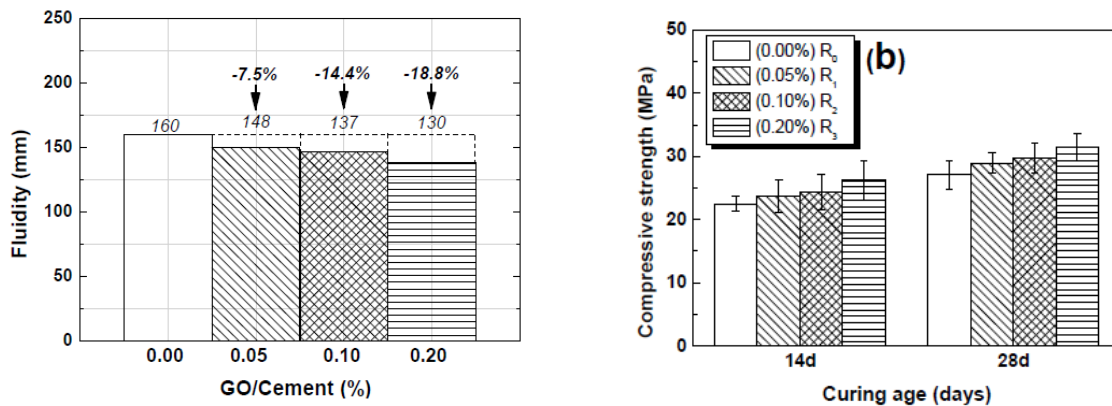 250
200
150
100
50
0
Fluidity (mm)
-7.5%
-14.4%
-18.8%
160
148
137
130
0.00
0.05
0.10
0.20
GO/Cement (%)
50
40
30
20
10
0
Compressive strength (MPa)
(0.00%) R₀
(0.05%) R₁
(0.10%) R₂
(0.20%) R₃
(b)
14d
28d
Curing age (days)